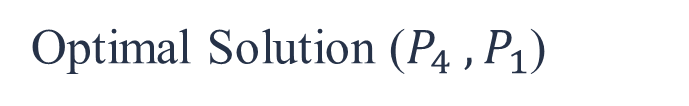 Optimal Solution (𝑃₄ , 𝑃₁)